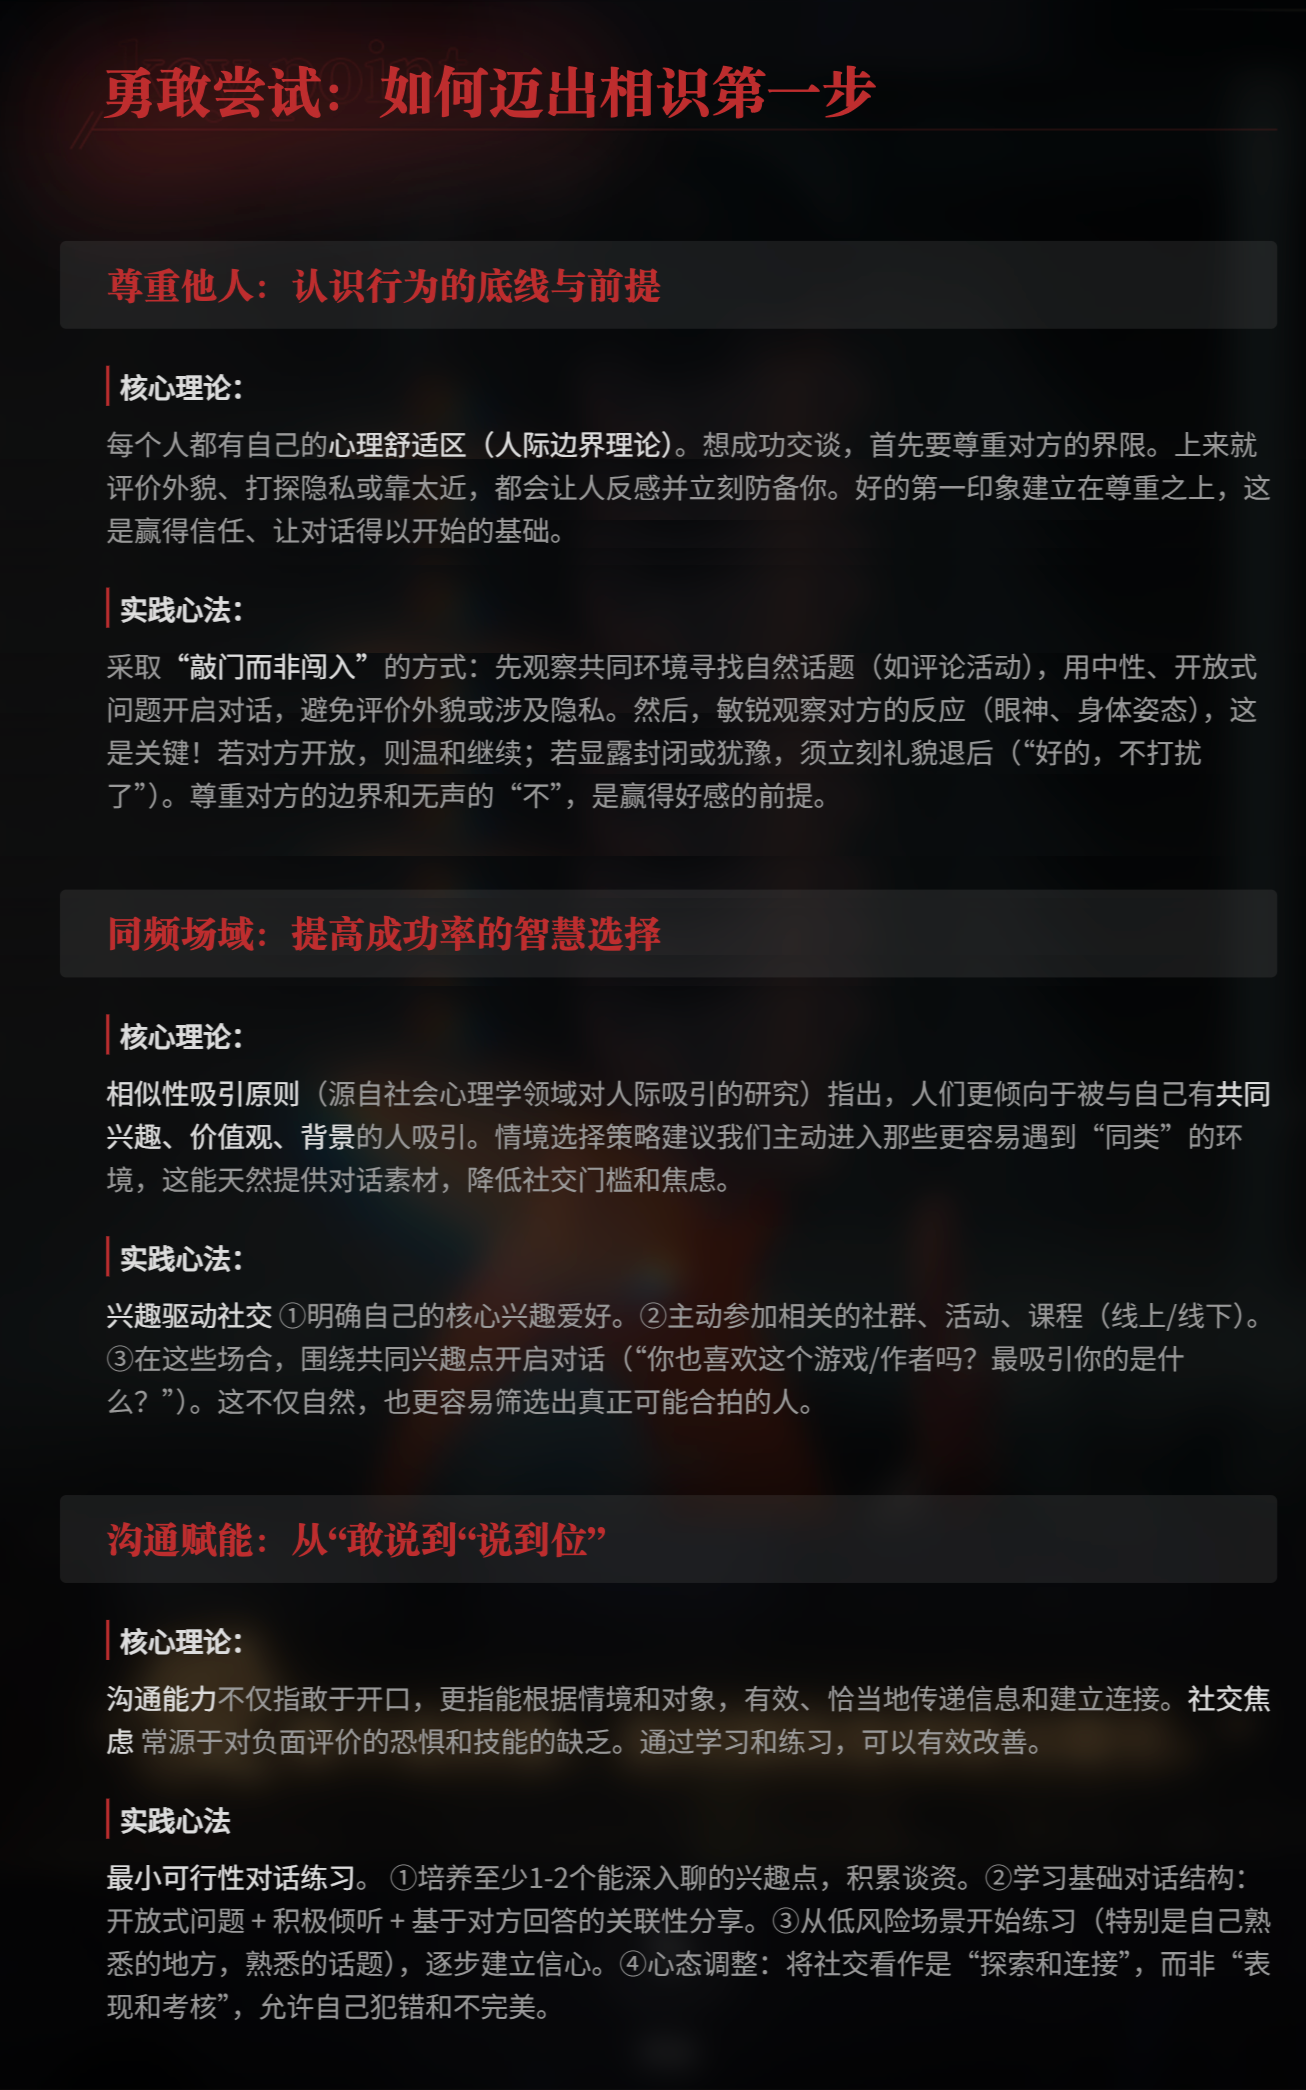 key point
勇敢尝试：如何迈出相识第一步
尊重他人：认识行为的底线与前提
核心理论：
每个人都有自己的心理舒适区（人际边界理论）。想成功交谈，首先要尊重对方的界限。上来就
评价外貌、打探隐私或靠太近，都会让人反感并立刻防备你。好的第一印象建立在尊重之上，这
是赢得信任、让对话得以开始的基础。
实践心法：
采取“敲门而非闯入”的方式：先观察共同环境寻找自然话题（如评论活动），用中性、开放式
问题开启对话，避免评价外貌或涉及隐私。然后，敏锐观察对方的反应（眼神、身体姿态），这
是关键！若对方开放，则温和继续；若显露封闭或犹豫，须立刻礼貌退后（“好的，不打扰
了”）。尊重对方的边界和无声的“不”，是赢得好感的前提。
同频场域：提高成功率的智慧选择
核心理论：
相似性吸引原则（源自社会心理学领域对人际吸引的研究）指出，人们更倾向于被与自己有共同
兴趣、价值观、背景的人吸引。情境选择策略建议我们主动进入那些更容易遇到“同类”的环
境，这能天然提供对话素材，降低社交门槛和焦虑。
实践心法：
兴趣驱动社交 ①明确自己的核心兴趣爱好。②主动参加相关的社群、活动、课程（线上/线下）。
③在这些场合，围绕共同兴趣点开启对话（“你也喜欢这个游戏/作者吗？最吸引你的是什
么？”）。这不仅自然，也更容易筛选出真正可能合拍的人。
沟通赋能：从“敢说到“说到位”
核心理论：
沟通能力不仅指敢于开口，更指能根据情境和对象，有效、恰当地传递信息和建立连接。社交焦
虑 常源于对负面评价的恐惧和技能的缺乏。通过学习和练习，可以有效改善。
实践心法
最小可行性对话练习。 ①培养至少1-2个能深入聊的兴趣点，积累谈资。②学习基础对话结构：
开放式问题 + 积极倾听 + 基于对方回答的关联性分享。③从低风险场景开始练习（特别是自己熟
悉的地方，熟悉的话题），逐步建立信心。④心态调整：将社交看作是“探索和连接”，而非“表
现和考核”，允许自己犯错和不完美。